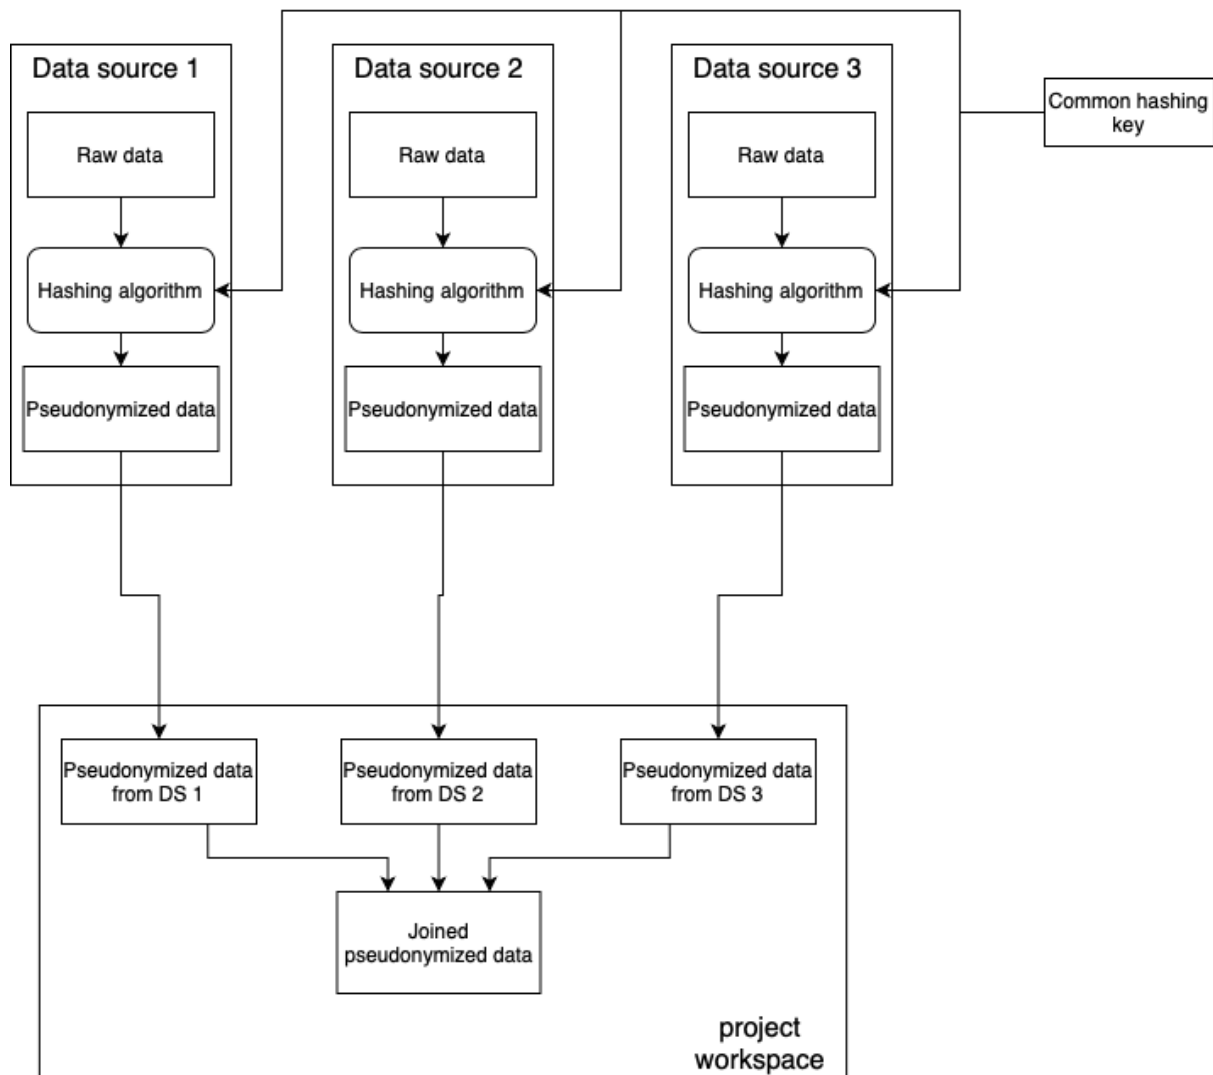 Data source 1
Raw data
Hashing algorithm
Pseudonymized data
Data source 2
Raw data
Hashing algorithm
Pseudonymized data
Data source 3
Raw data
Hashing algorithm
Pseudonymized data
Common hashing
key
Pseudonymized data
from DS 1
Pseudonymized data
from DS 2
Pseudonymized data
from DS 3
Joined
pseudonymized data
project
workspace